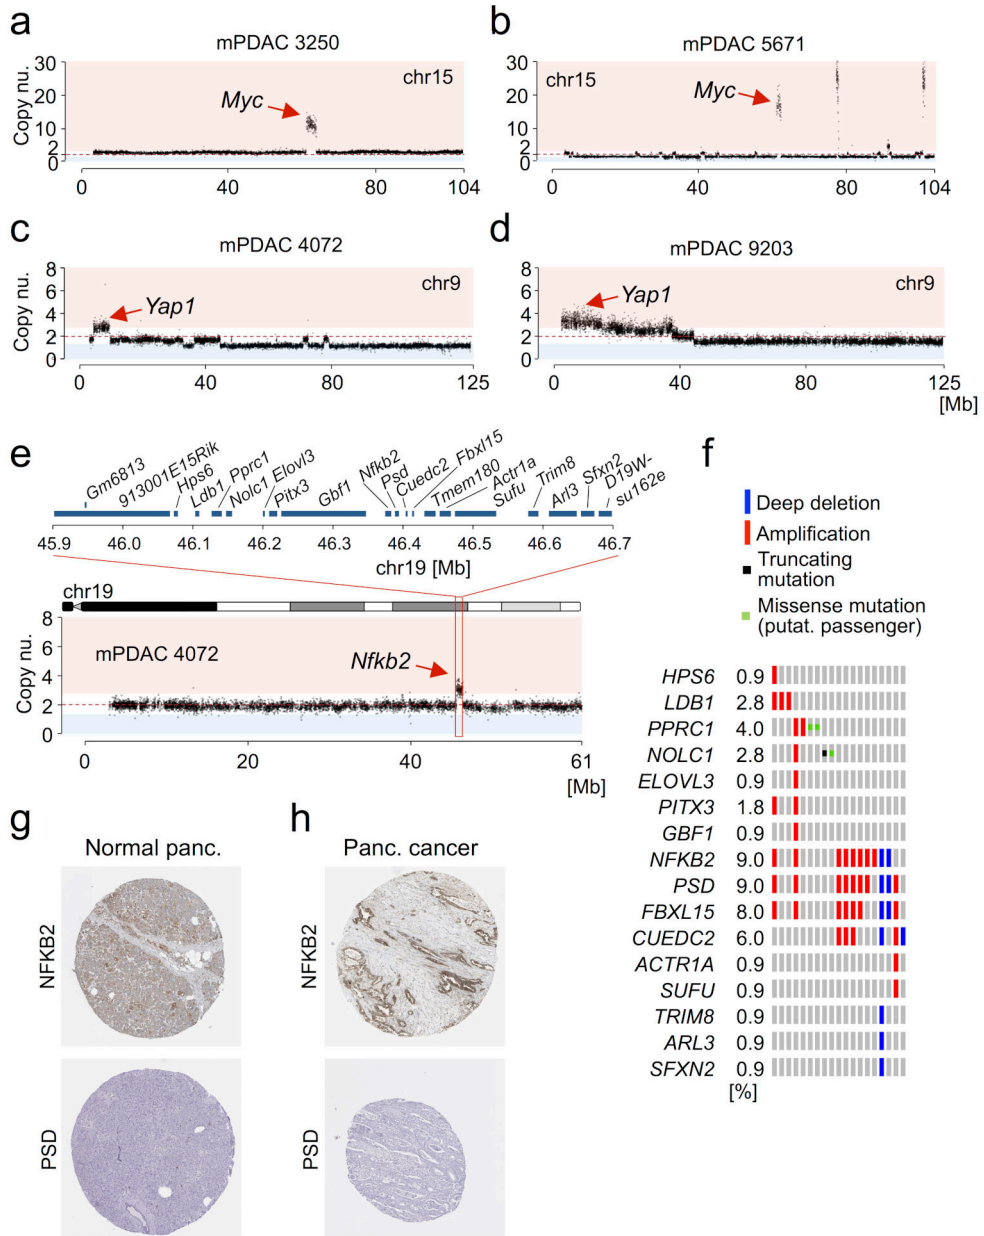 a
mPDAC 3250
Copy nu.
30
20
10
2
0
chr15
Myc
0 40 80 104
b
mPDAC 5671
30
20
10
2
0
chr15
Myc
0 40 80 104
c
mPDAC 4072
Copy nu.
8
6
4
2
0
chr9
Yap1
0 40 80 125
d
mPDAC 9203
8
6
4
2
0
chr9
Yap1
0 40 80 125
[Mb]
e
Gm6813
913001E15Rik
Hps6
Ldb1
Pprc1
Nolc1
Elovl3
Pitx3
Gbf1
Nfkb2
Psd
Cuedc2
Fbxl15
Tmem180
Actr1a
Sufu
Trim8
Arl3
Sfxn2
D19W-
su162e
45.9 46.0 46.1 46.2 46.3 46.4 46.5 46.6 46.7
chr19 [Mb]
chr19
Copy nu.
8
6
4
2
0
mPDAC 4072
Nfkb2
0 40 61
[Mb]
f
Deep deletion
Amplification
Truncating
mutation
Missense mutation
(putat. passenger)
HPS6 0.9
LDB1 2.8
PPRC1 4.0
NOLC1 2.8
ELOVL3 0.9
PITX3 1.8
GBF1 0.9
NFKB2 9.0
PSD 9.0
FBXL15 8.0
CUEDC2 6.0
ACTR1A 0.9
SUFU 0.9
TRIM8 0.9
ARL3 0.9
SFXN2 0.9
[%]
g
Normal panc.
NFKB2
PSD
h
Panc. cancer
NFKB2
PSD